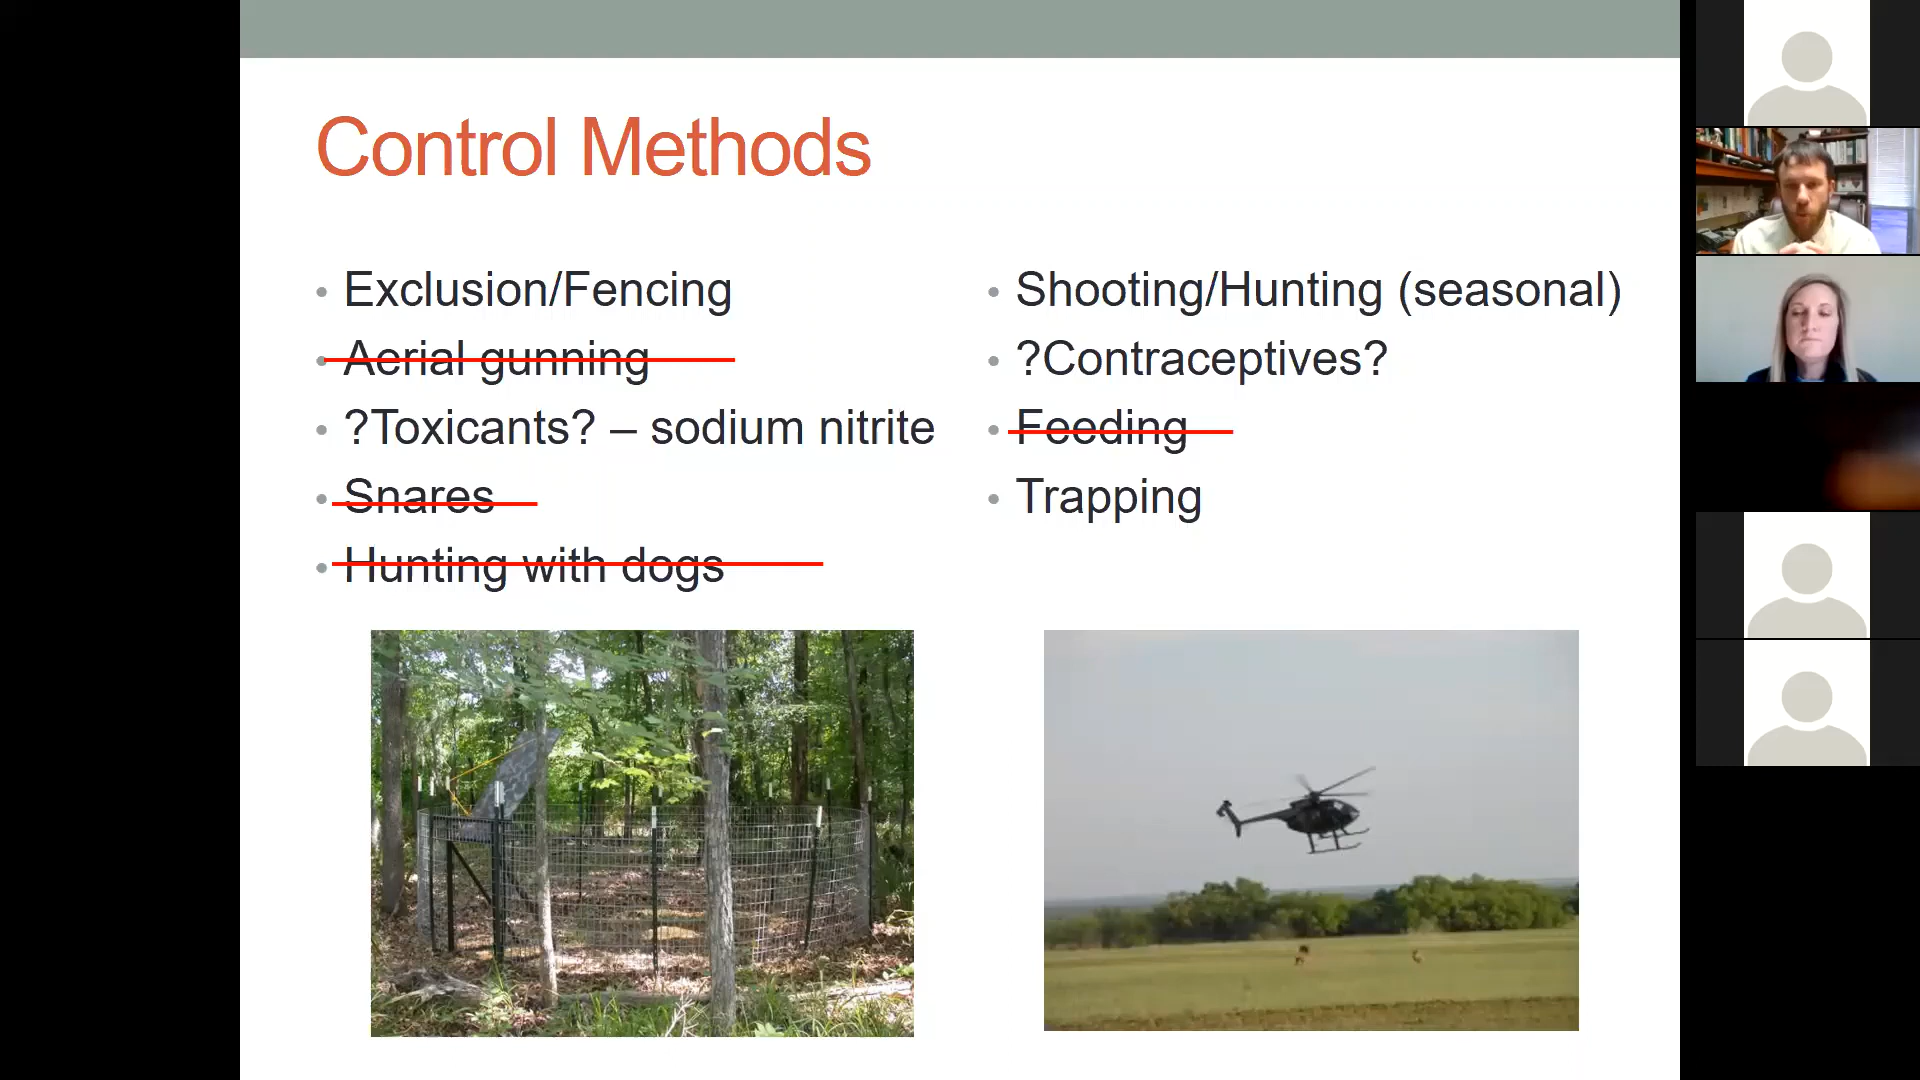 Control Methods
• Exclusion/Fencing
• Aerial gunning
• ?Toxicants? – sodium nitrite
• Snares
• Hunting with dogs
• Shooting/Hunting (seasonal)
• ?Contraceptives?
• Feeding
• Trapping